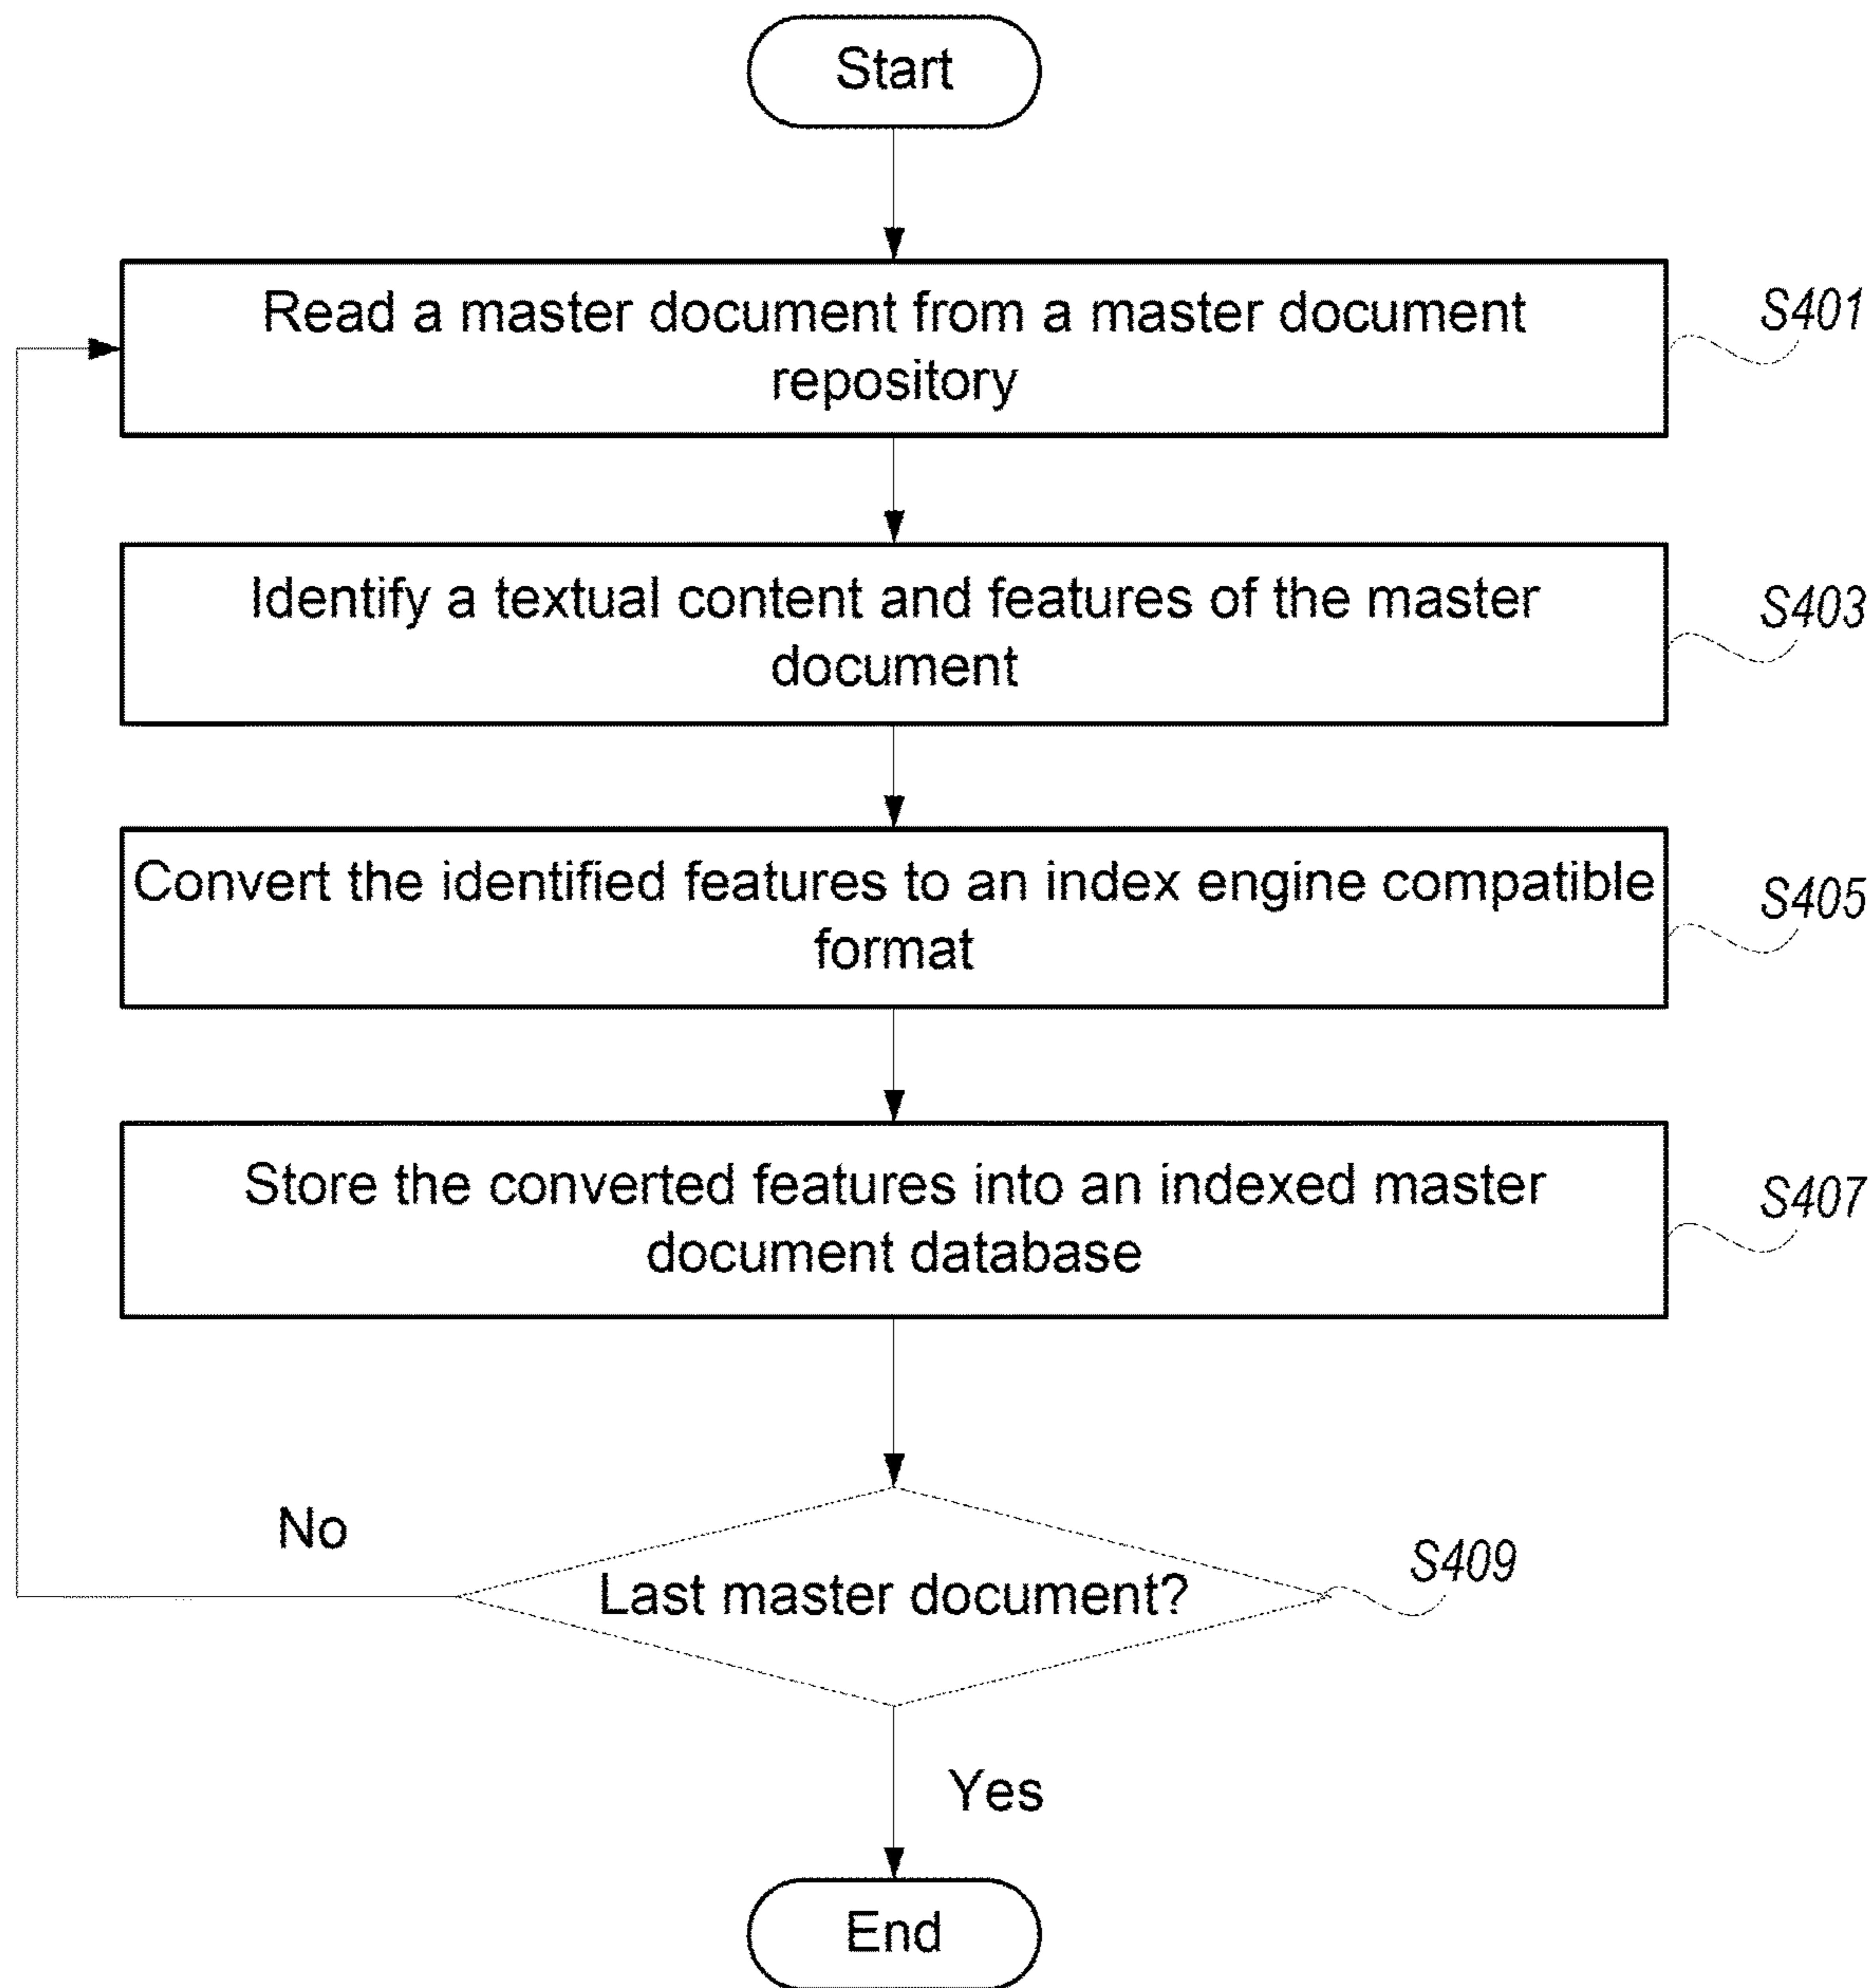 Start
Read a master document from a master document
repository
S401
Identify a textual content and features of the master
document
S403
Convert the identified features to an index engine compatible
format
S405
Store the converted features into an indexed master
document database
S407
No
Last master document?
S409
Yes
End